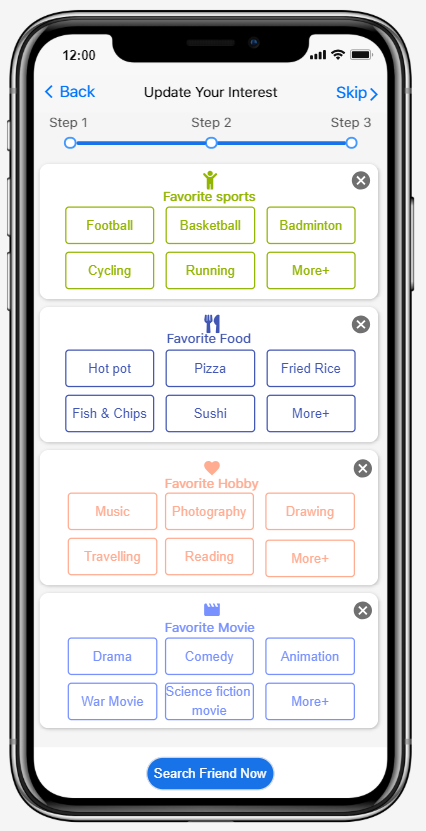 12:00
Back
Update Your Interest
Skip
Step 1
Step 2
Step 3
Favorite sports
Football
Basketball
Badminton
Cycling
Running
More+
Favorite Food
Hot pot
Pizza
Fried Rice
Fish & Chips
Sushi
More+
Favorite Hobby
Music
Photography
Drawing
Travelling
Reading
More+
Favorite Movie
Drama
Comedy
Animation
War Movie
Science fiction
movie
More+
Search Friend Now